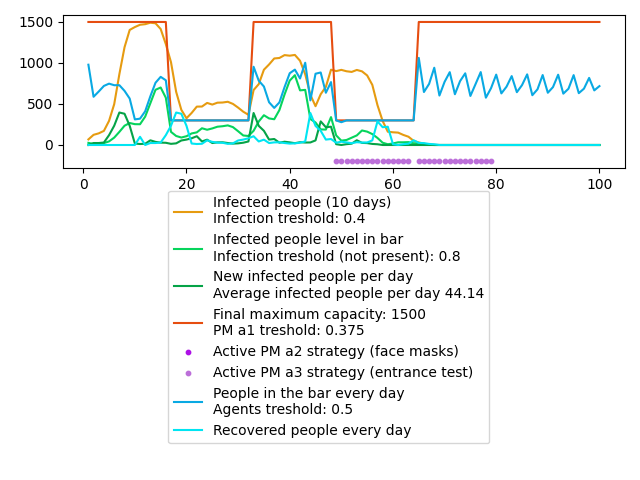 1500
1000
500
0
0
20
40
60
80
100
Infected people (10 days)
Infection treshold: 0.4
Infected people level in bar
Infection treshold (not present): 0.8
New infected people per day
Average infected people per day 44.14
Final maximum capacity: 1500
PM a1 treshold: 0.375
Active PM a2 strategy (face masks)
Active PM a3 strategy (entrance test)
People in the bar every day
Agents treshold: 0.5
Recovered people every day